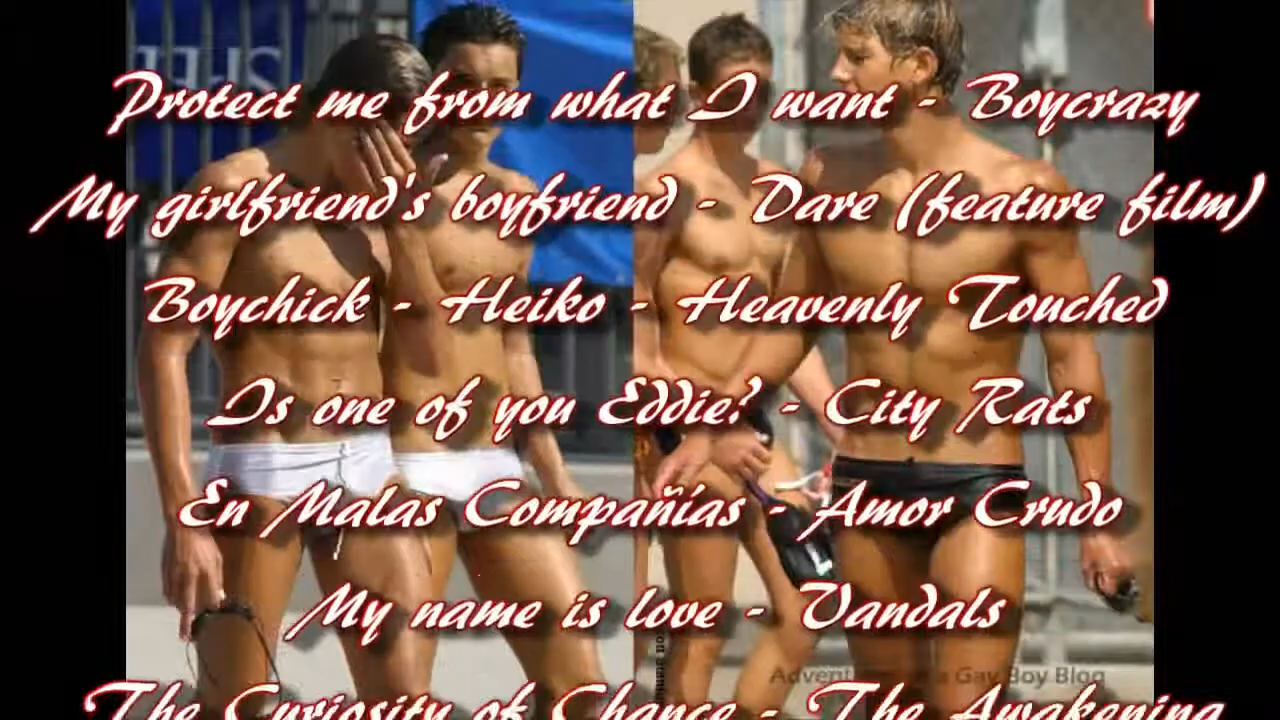 Protect me from what I want - Boycrazy
My girlfriend's boyfriend - Dare (feature film)
Boychick - Heiko - Heavenly Touched
Is one of you Eddie? - City Rats
En Malas Compañías - Amor Crudo
My name is love - Vandals
Gay Boy Blog
The Curiosity of Chance - The Awakening